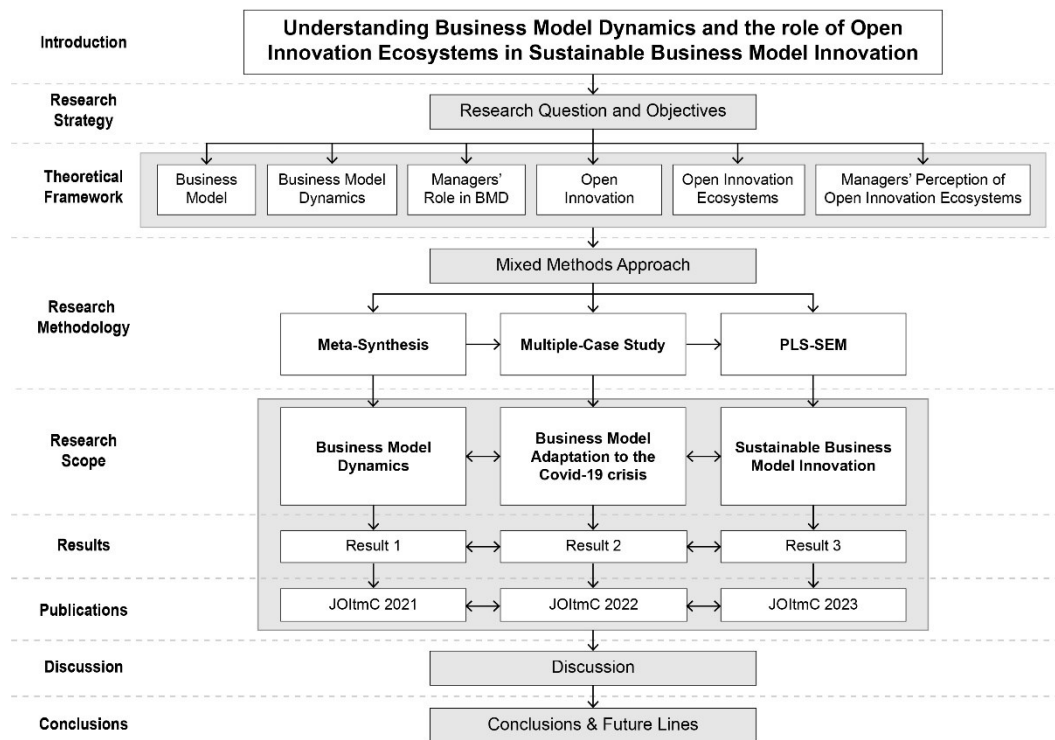 Introduction
Understanding Business Model Dynamics and the role of Open
Innovation Ecosystems in Sustainable Business Model Innovation
Research
Strategy
Research Question and Objectives
Theoretical
Framework
Business
Model
Business Model
Dynamics
Managers'
Role in BMD
Open
Innovation
Open Innovation
Ecosystems
Managers' Perception of
Open Innovation Ecosystems
Mixed Methods Approach
Research
Methodology
Meta-Synthesis
Multiple-Case Study
PLS-SEM
Research
Scope
Business Model
Dynamics
Business Model
Adaptation to the
Covid-19 crisis
Sustainable Business
Model Innovation
Results
Result 1
Result 2
Result 3
Publications
JOItmC 2021
JOItmC 2022
JOItmC 2023
Discussion
Discussion
Conclusions
Conclusions & Future Lines